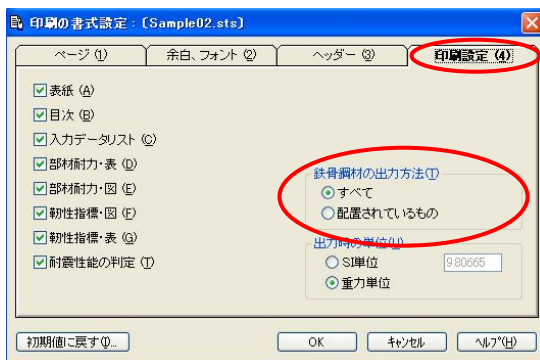 印刷の書式設定:〔Sample02.sts〕
ページ (1) 余白、フォント (2) ヘッダー (3) 印刷設定 (4)
表紙 (A)
目次 (B)
入力データリスト (C)
部材耐力・表 (D)
部材耐力・図 (E)
靭性指標・図 (F)
靭性指標・表 (G)
耐震性能の判定 (T)
鉄骨鋼材の出力方法(T)
すべて
配置されているもの
出力時の単位(U)
SI単位 9.80665
重力単位
初期値に戻す(I)... OK キャンセル ヘルプ(H)